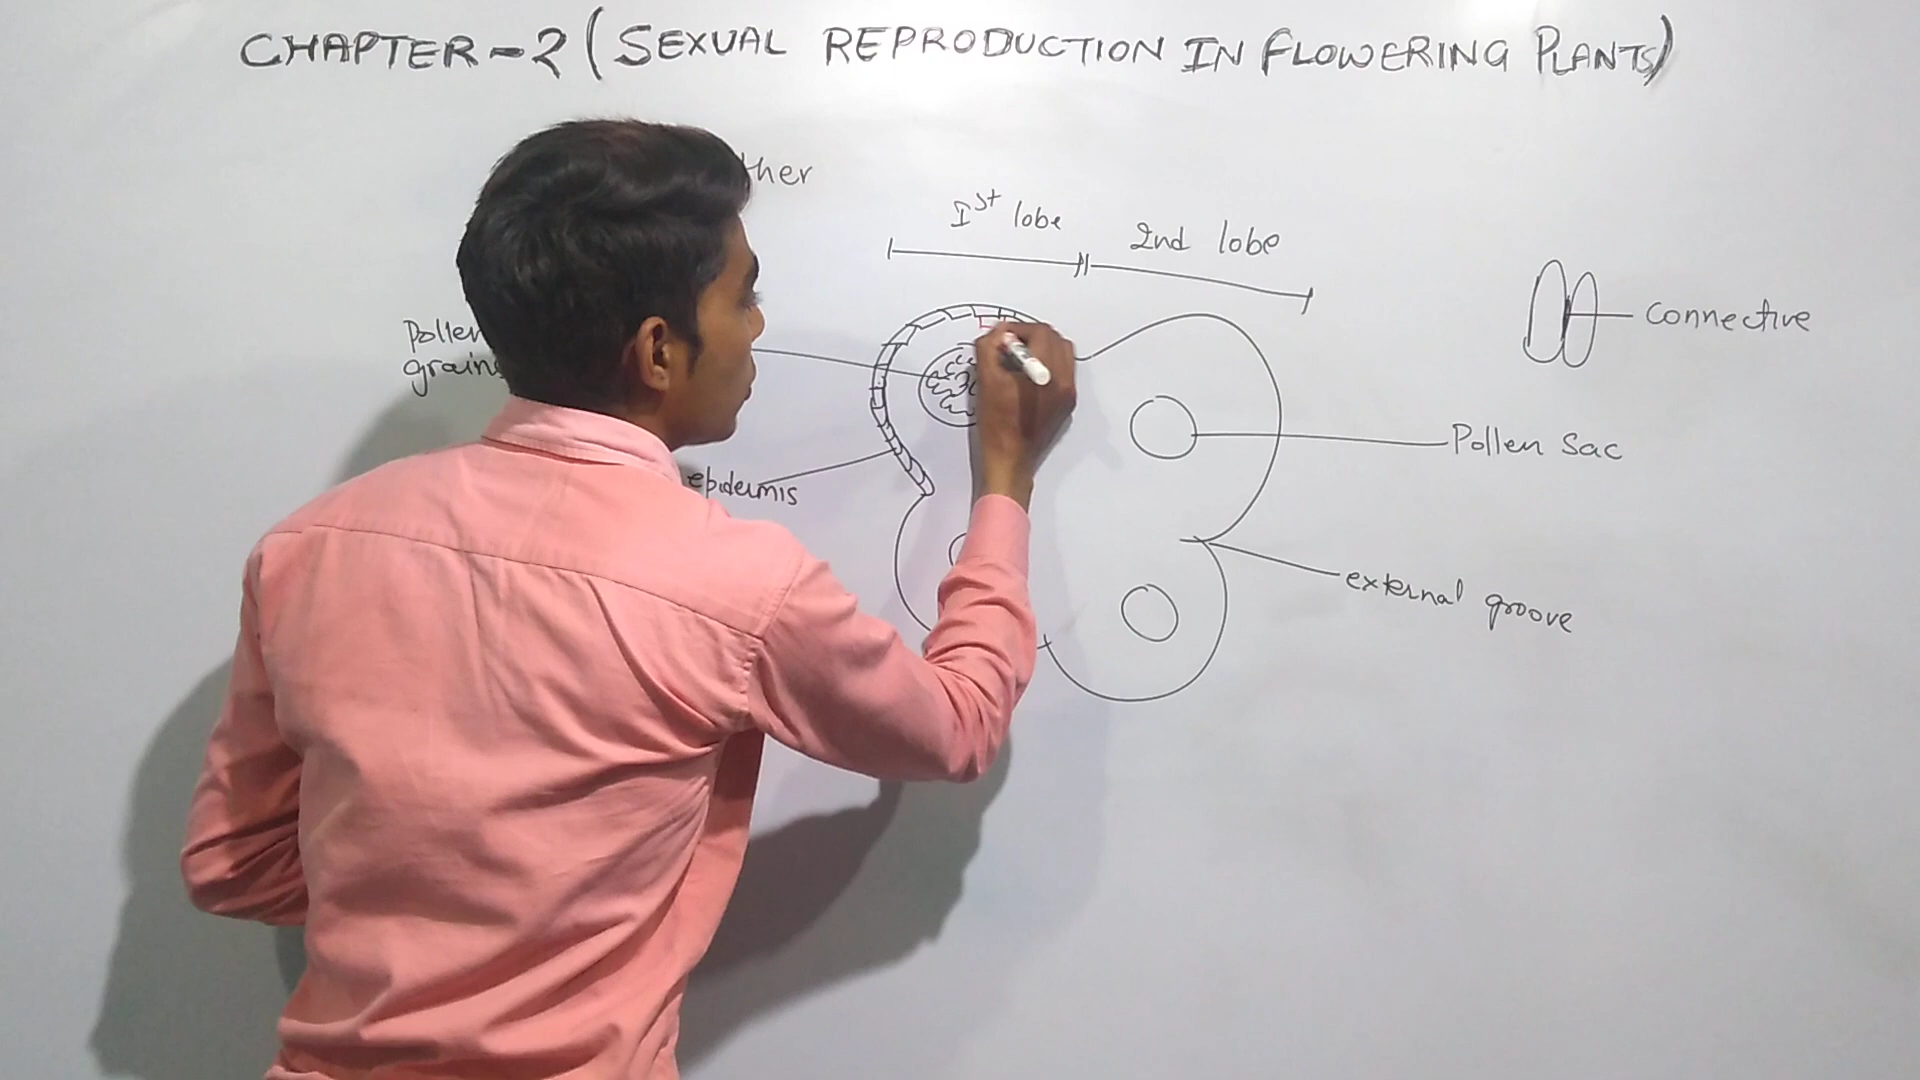 CHAPTER-2 (SEXUAL REPRODUCTION IN FLOWERING PLANTS)
ther
Ist lobe
2nd lobe
Connective
Pollen
grains
Pollen Sac
epidermis
external groove